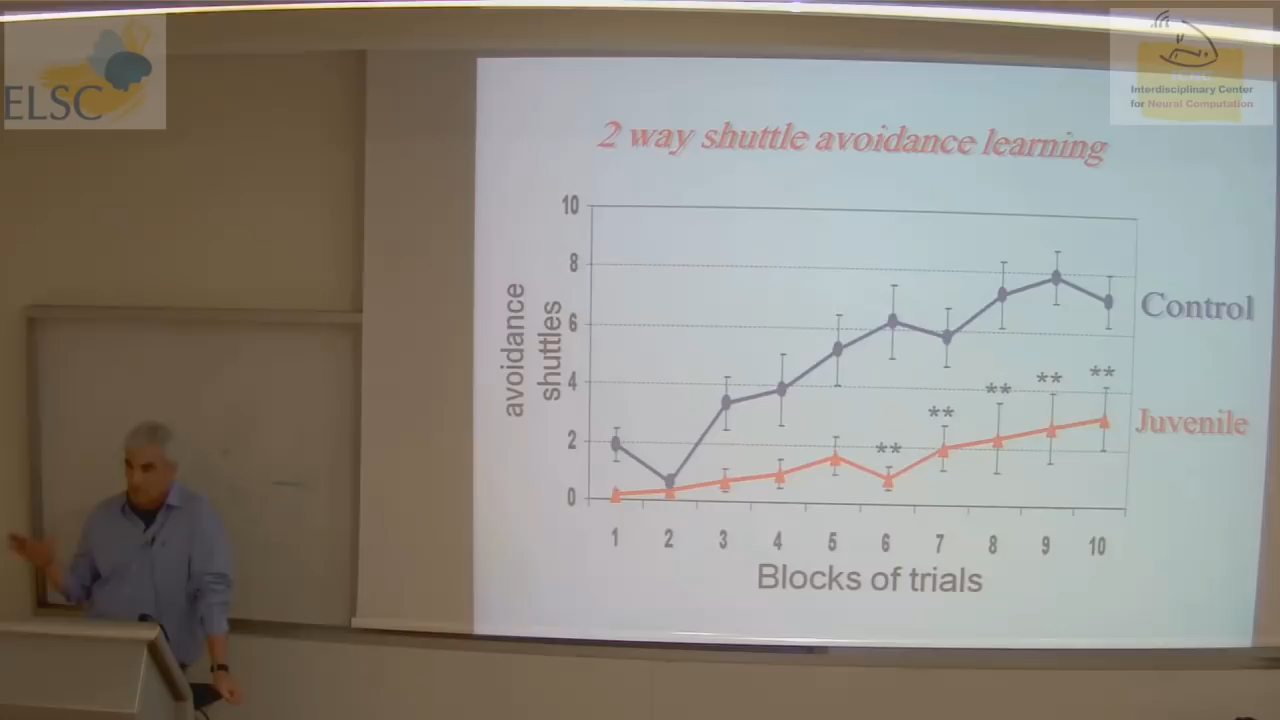 ELSC
Interdisciplinary Center
for Neural Computation
2 way shuttle avoidance learning
10
8
6
4
2
0
avoidance
shuttles
Control
Juvenile
**
**
**
**
**
1 2 3 4 5 6 7 8 9 10
Blocks of trials